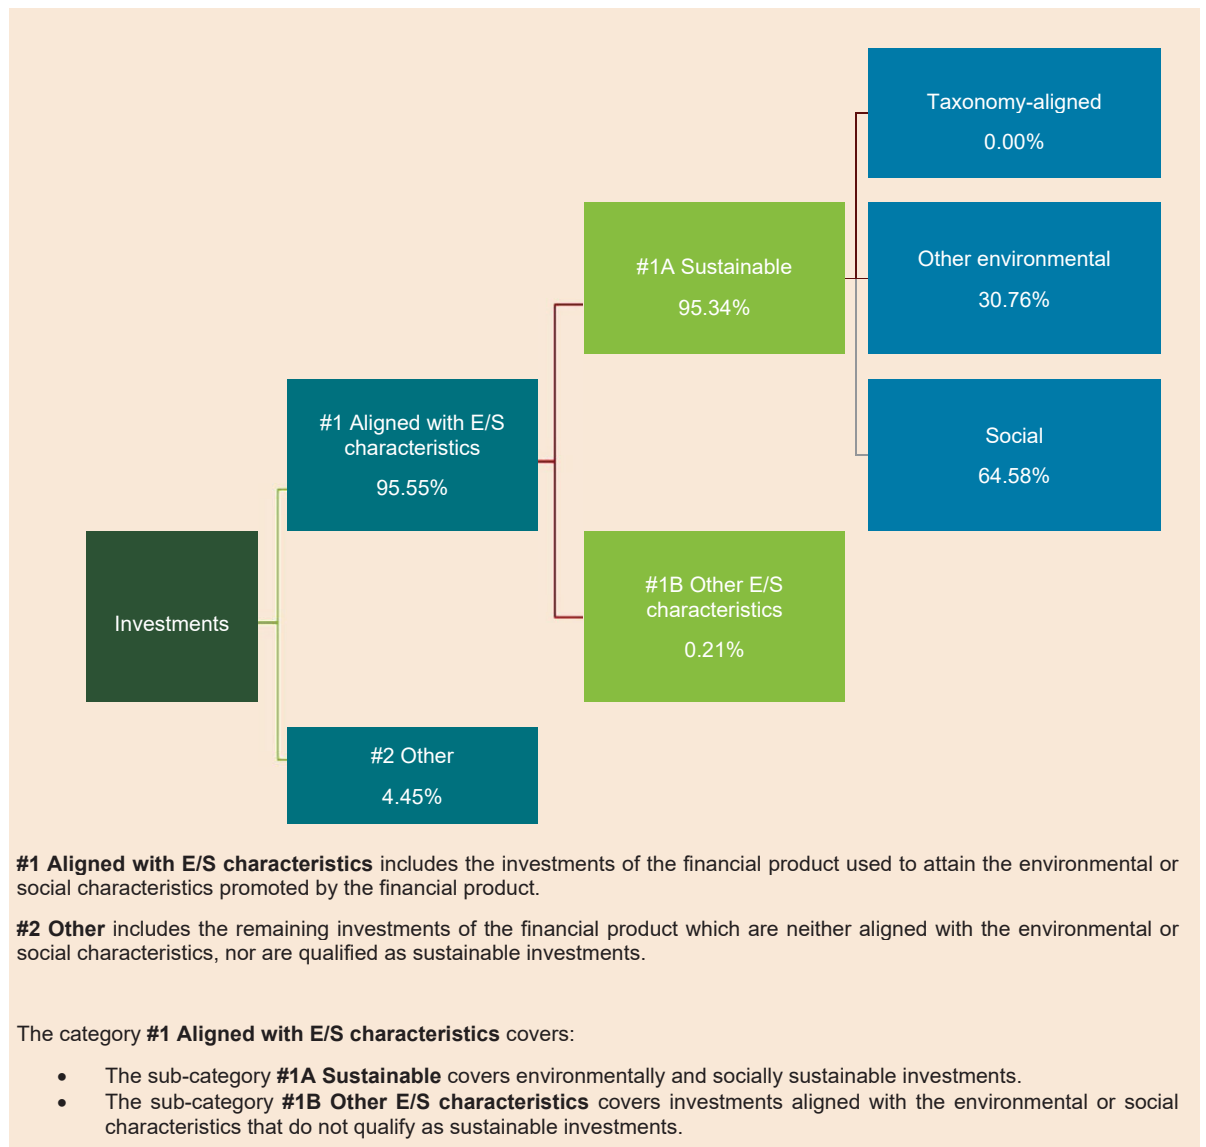 Taxonomy-aligned
0.00%
#1A Sustainable
95.34%
Other environmental
30.76%
#1 Aligned with E/S
characteristics
95.55%
Social
64.58%
Investments
#1B Other E/S
characteristics
0.21%
#2 Other
4.45%
#1 Aligned with E/S characteristics includes the investments of the financial product used to attain the environmental or
social characteristics promoted by the financial product.
#2 Other includes the remaining investments of the financial product which are neither aligned with the environmental or
social characteristics, nor are qualified as sustainable investments.
The category #1 Aligned with E/S characteristics covers:
• The sub-category #1A Sustainable covers environmentally and socially sustainable investments.
• The sub-category #1B Other E/S characteristics covers investments aligned with the environmental or social
characteristics that do not qualify as sustainable investments.